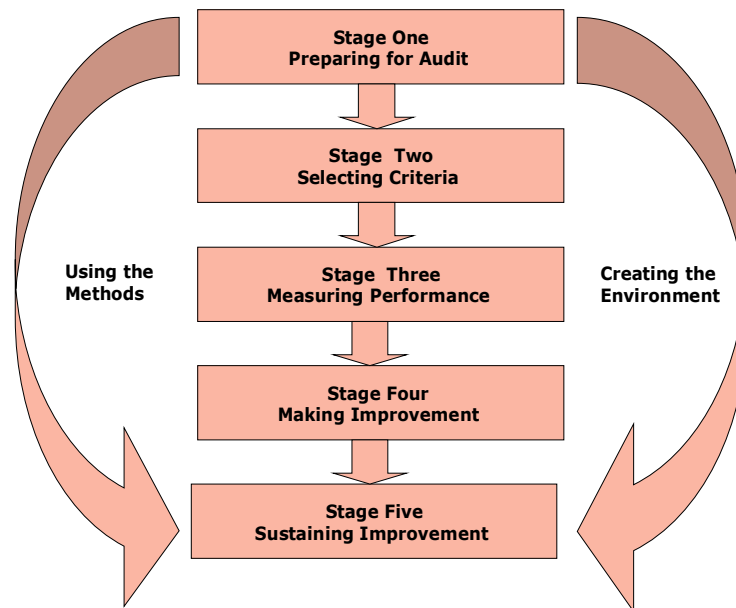 Stage One
Preparing for Audit
Stage Two
Selecting Criteria
Using the
Methods
Stage Three
Measuring Performance
Creating the
Environment
Stage Four
Making Improvement
Stage Five
Sustaining Improvement